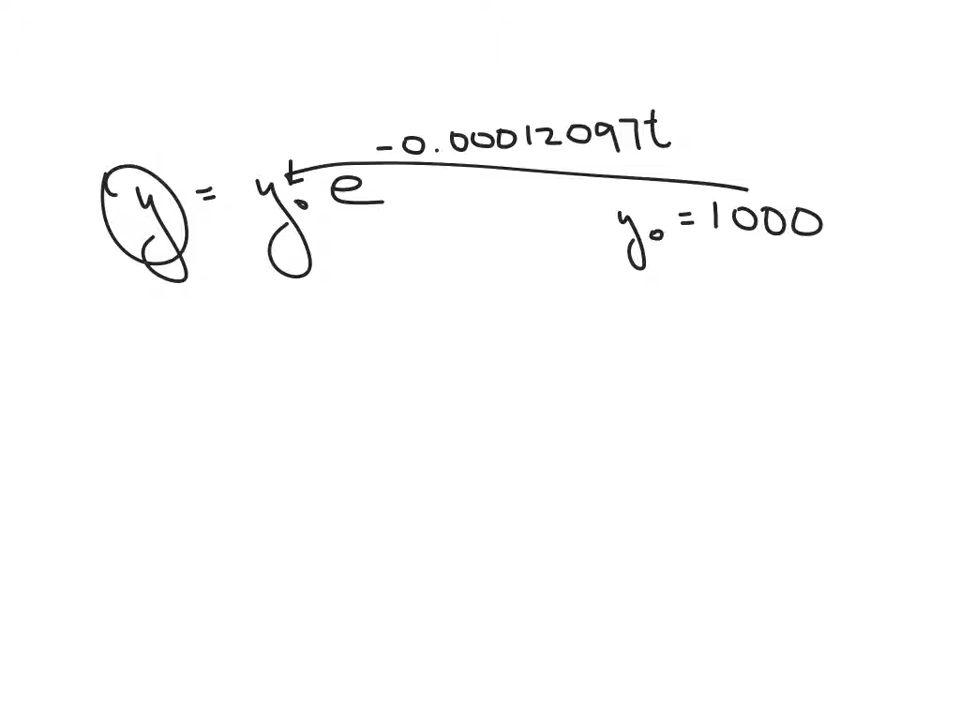 y = y₀ e^-0.00012097t
y₀ = 1000